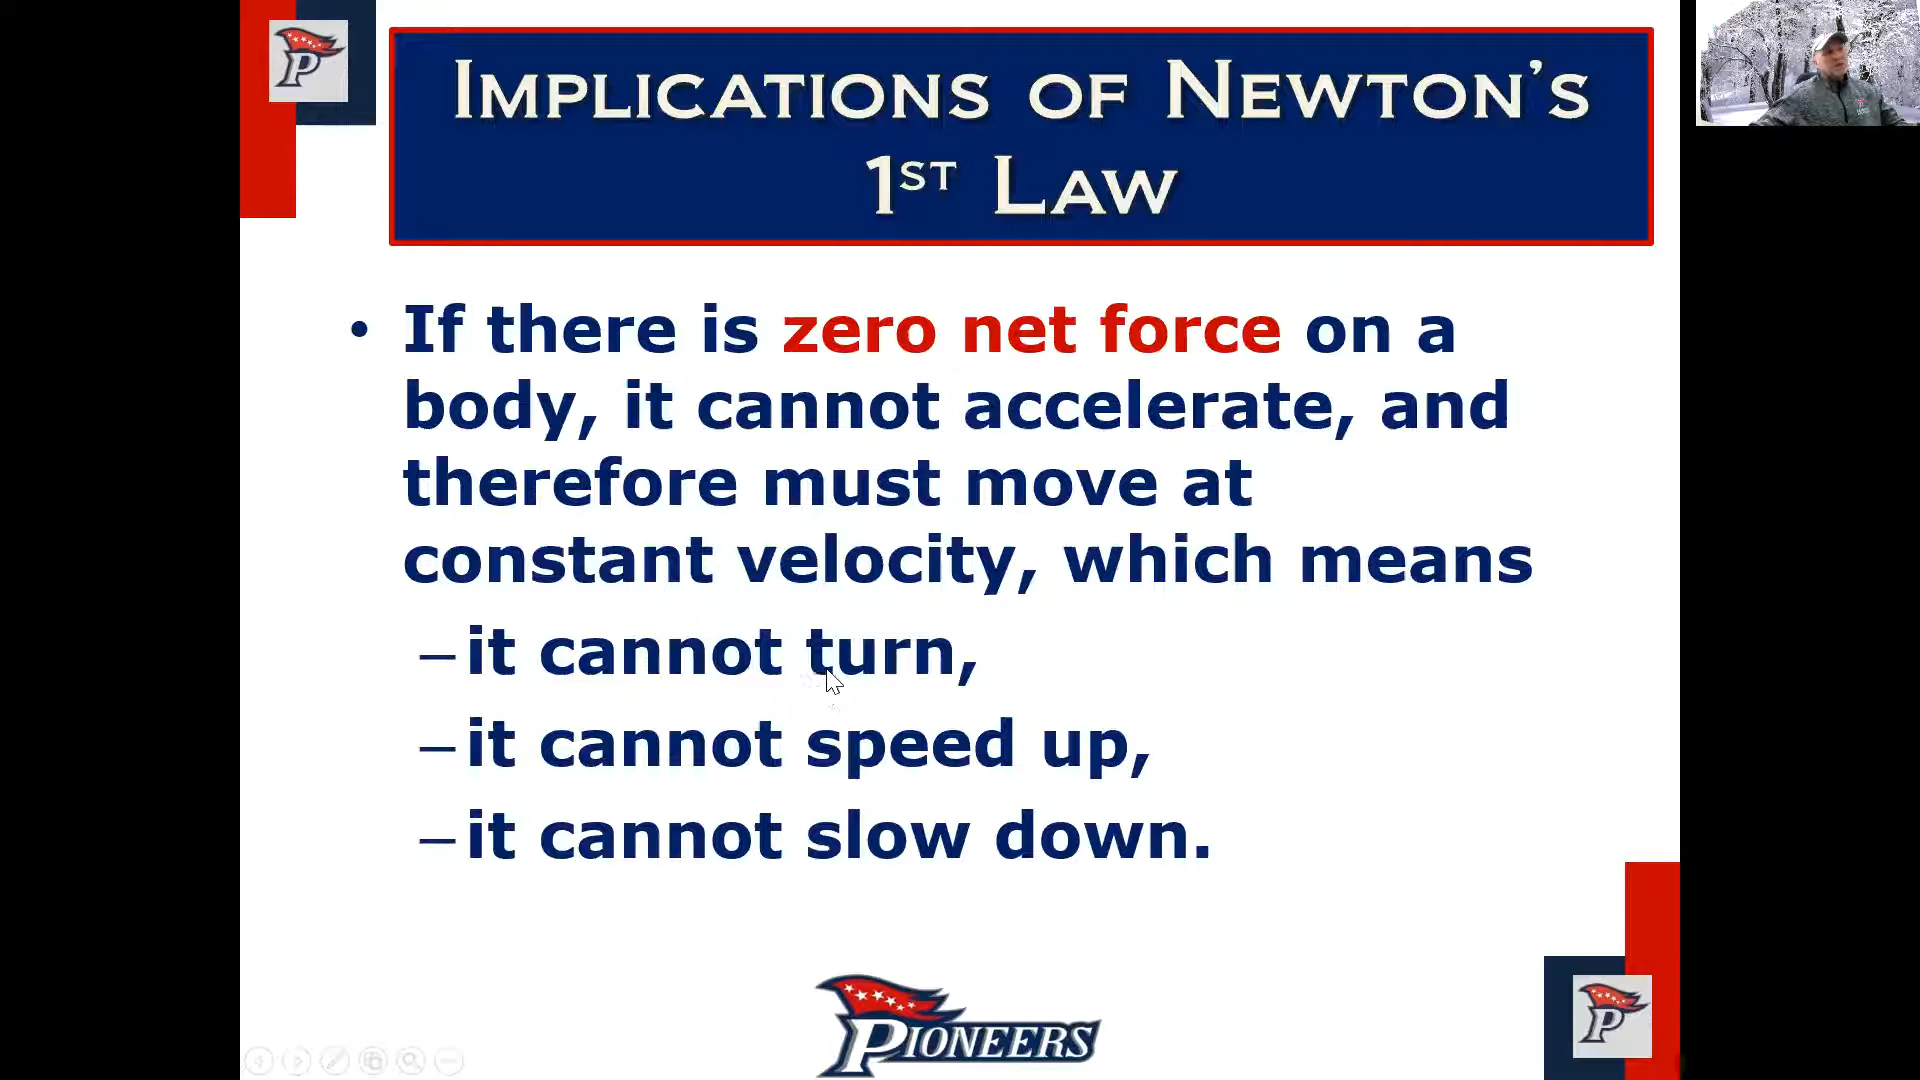 P
IMPLICATIONS OF NEWTON'S
1ST LAW
• If there is zero net force on a
body, it cannot accelerate, and
therefore must move at
constant velocity, which means
–it cannot turn,
–it cannot speed up,
–it cannot slow down.
PIONEERS
P